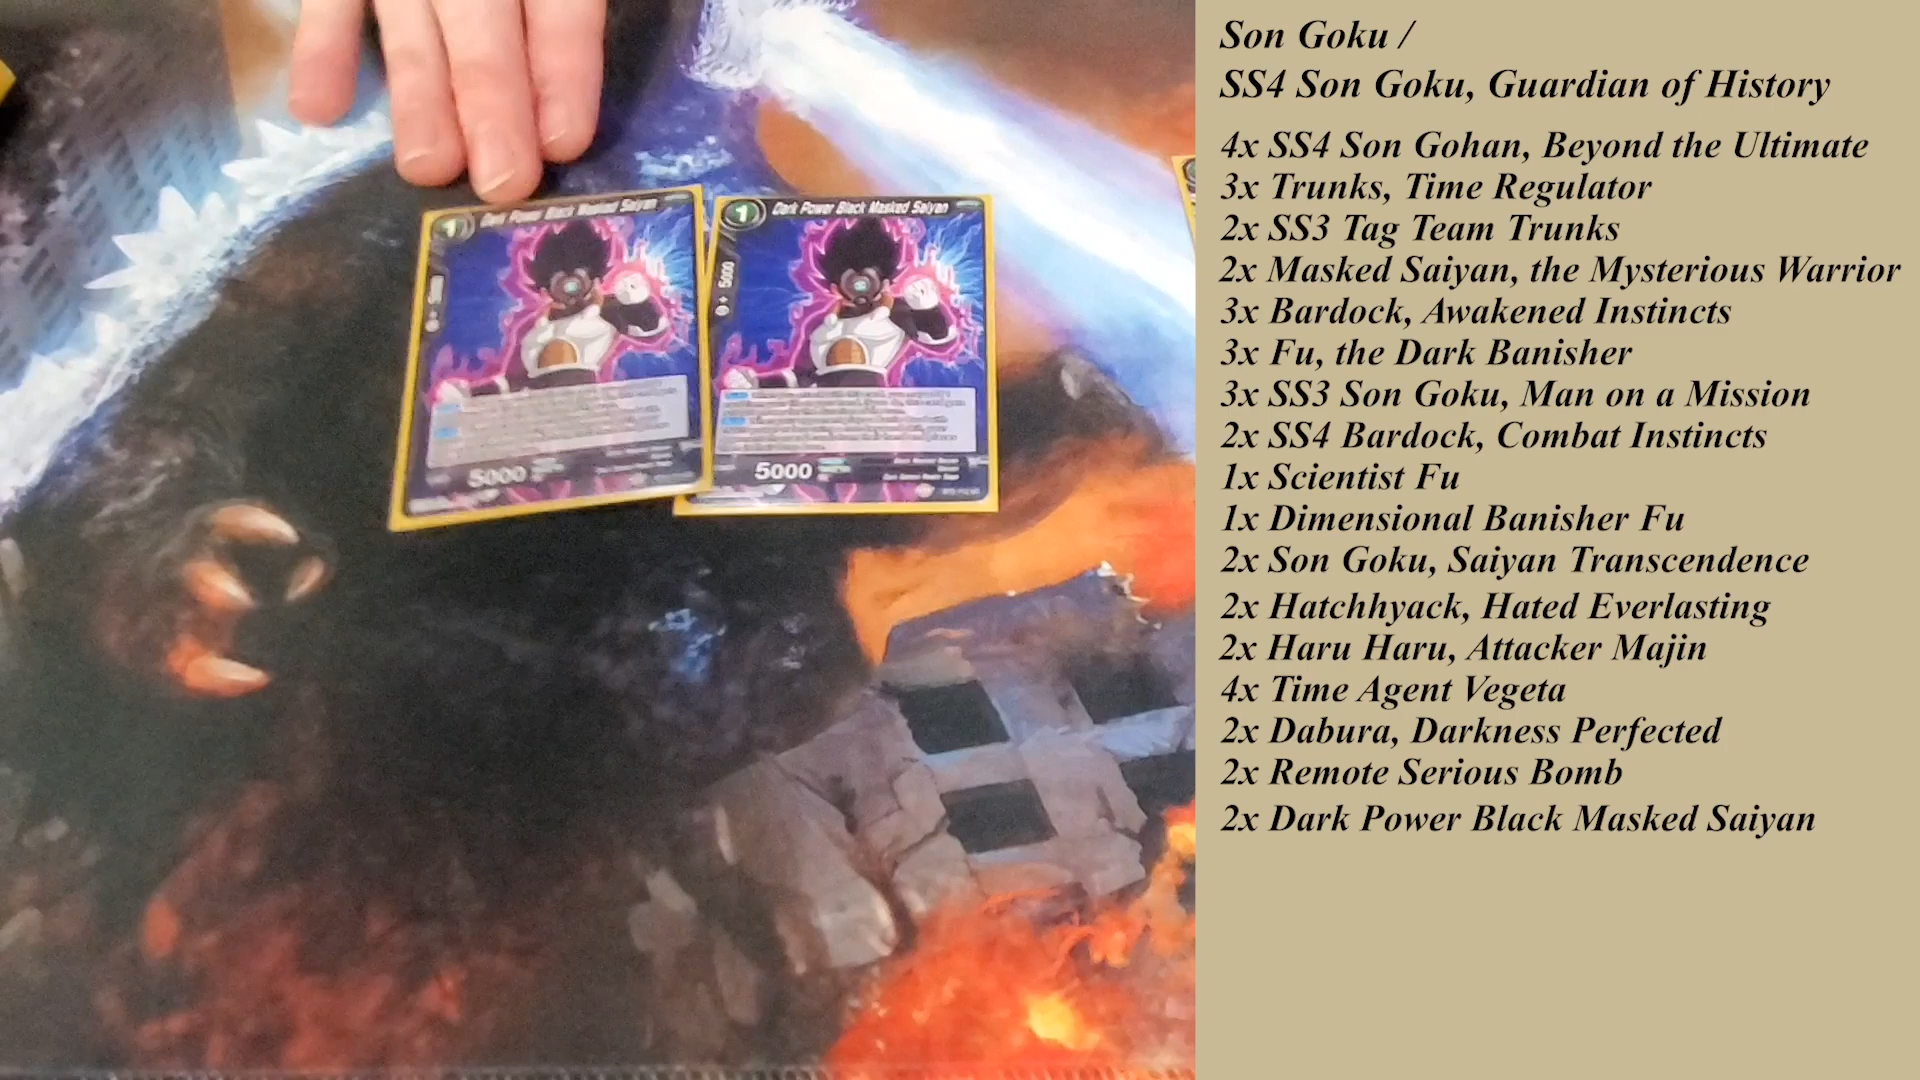 Son Goku /
SS4 Son Goku, Guardian of History
4x SS4 Son Gohan, Beyond the Ultimate
3x Trunks, Time Regulator
2x SS3 Tag Team Trunks
2x Masked Saiyan, the Mysterious Warrior
3x Bardock, Awakened Instincts
3x Fu, the Dark Banisher
3x SS3 Son Goku, Man on a Mission
2x SS4 Bardock, Combat Instincts
1x Scientist Fu
1x Dimensional Banisher Fu
2x Son Goku, Saiyan Transcendence
2x Hatchhyack, Hated Everlasting
2x Haru Haru, Attacker Majin
4x Time Agent Vegeta
2x Dabura, Darkness Perfected
2x Remote Serious Bomb
2x Dark Power Black Masked Saiyan
1 Dark Power Black Masked Saiyan
5000
1 Dark Power Black Masked Saiyan
+ 5000
5000